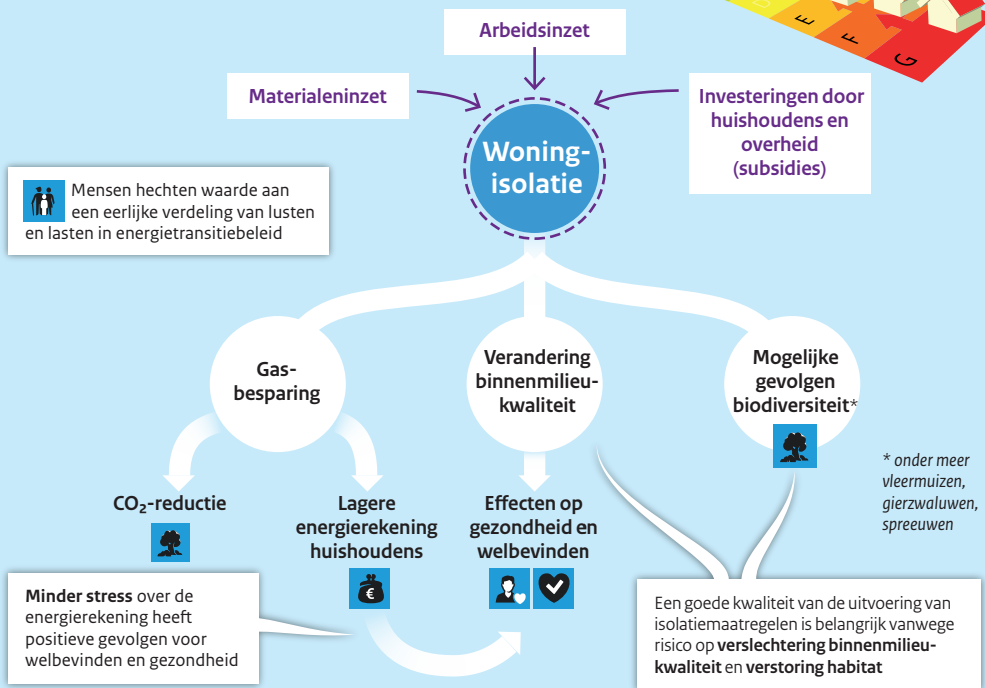 D
E
F
G
Arbeidsinzet
Materialeninzet
Investeringen door
huishoudens en
overheid
(subsidies)
Woning-
isolatie
Mensen hechten waarde aan
een eerlijke verdeling van lusten
en lasten in energietransitiebeleid
Gas-
besparing
Verandering
binnenmilieu-
kwaliteit
Mogelijke
gevolgen
biodiversiteit*
* onder meer
vleermuizen,
gierzwaluwen,
spreeuwen
CO₂-reductie
Lagere
energierekening
huishoudens
€
Effecten op
gezondheid en
welbevinden
Minder stress over de
energierekening heeft
positieve gevolgen voor
welbevinden en gezondheid
Een goede kwaliteit van de uitvoering van
isolatiemaatregelen is belangrijk vanwege
risico op verslechtering binnenmilieu-
kwaliteit en verstoring habitat